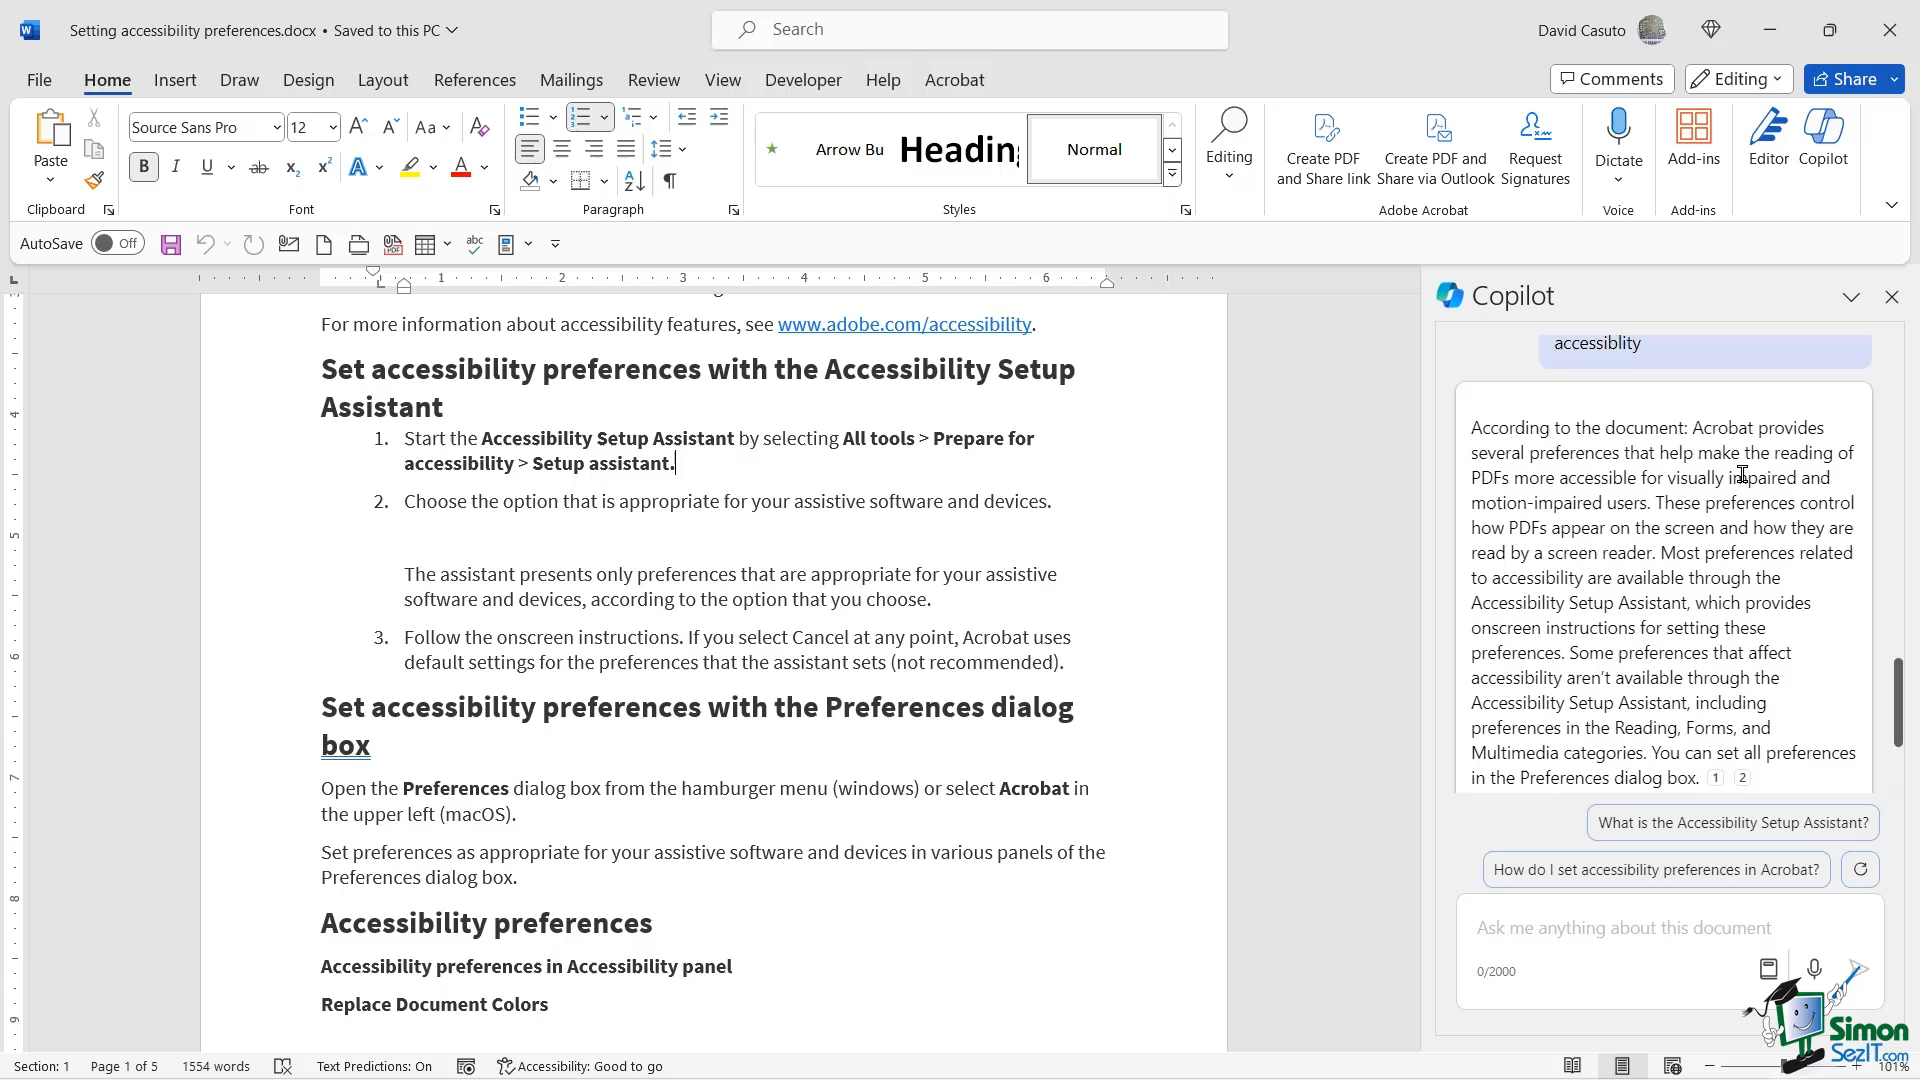 Setting accessibility preferences.docx • Saved to this PC
Search
David Casuto
File Home Insert Draw Design Layout References Mailings Review View Developer Help Acrobat
Comments Editing Share
Paste
Clipboard
Source Sans Pro 12
Aa
B I U ab x₂ x² A A
Font
Paragraph
Arrow Bu Heading Normal
Styles
Editing
Create PDF and Share link
Create PDF and Share via Outlook
Request Signatures
Adobe Acrobat
Dictate
Voice
Add-ins
Add-ins
Editor
Copilot
AutoSave Off
abc
1 2 3 4 5 6
For more information about accessibility features, see www.adobe.com/accessibility.
Set accessibility preferences with the Accessibility Setup
Assistant
1. Start the Accessibility Setup Assistant by selecting All tools > Prepare for
accessibility > Setup assistant.
2. Choose the option that is appropriate for your assistive software and devices.
The assistant presents only preferences that are appropriate for your assistive
software and devices, according to the option that you choose.
3. Follow the onscreen instructions. If you select Cancel at any point, Acrobat uses
default settings for the preferences that the assistant sets (not recommended).
Set accessibility preferences with the Preferences dialog
box
Open the Preferences dialog box from the hamburger menu (windows) or select Acrobat in
the upper left (macOS).
Set preferences as appropriate for your assistive software and devices in various panels of the
Preferences dialog box.
Accessibility preferences
Accessibility preferences in Accessibility panel
Replace Document Colors
Copilot
accessiblity
According to the document: Acrobat provides
several preferences that help make the reading of
PDFs more accessible for visually impaired and
motion-impaired users. These preferences control
how PDFs appear on the screen and how they are
read by a screen reader. Most preferences related
to accessibility are available through the
Accessibility Setup Assistant, which provides
onscreen instructions for setting these
preferences. Some preferences that affect
accessibility aren't available through the
Accessibility Setup Assistant, including
preferences in the Reading, Forms, and
Multimedia categories. You can set all preferences
in the Preferences dialog box. 1 2
What is the Accessibility Setup Assistant?
How do I set accessibility preferences in Acrobat?
Ask me anything about this document
0/2000
Simon
SezIT.com
Section: 1 Page 1 of 5 1554 words Text Predictions: On Accessibility: Good to go 101%